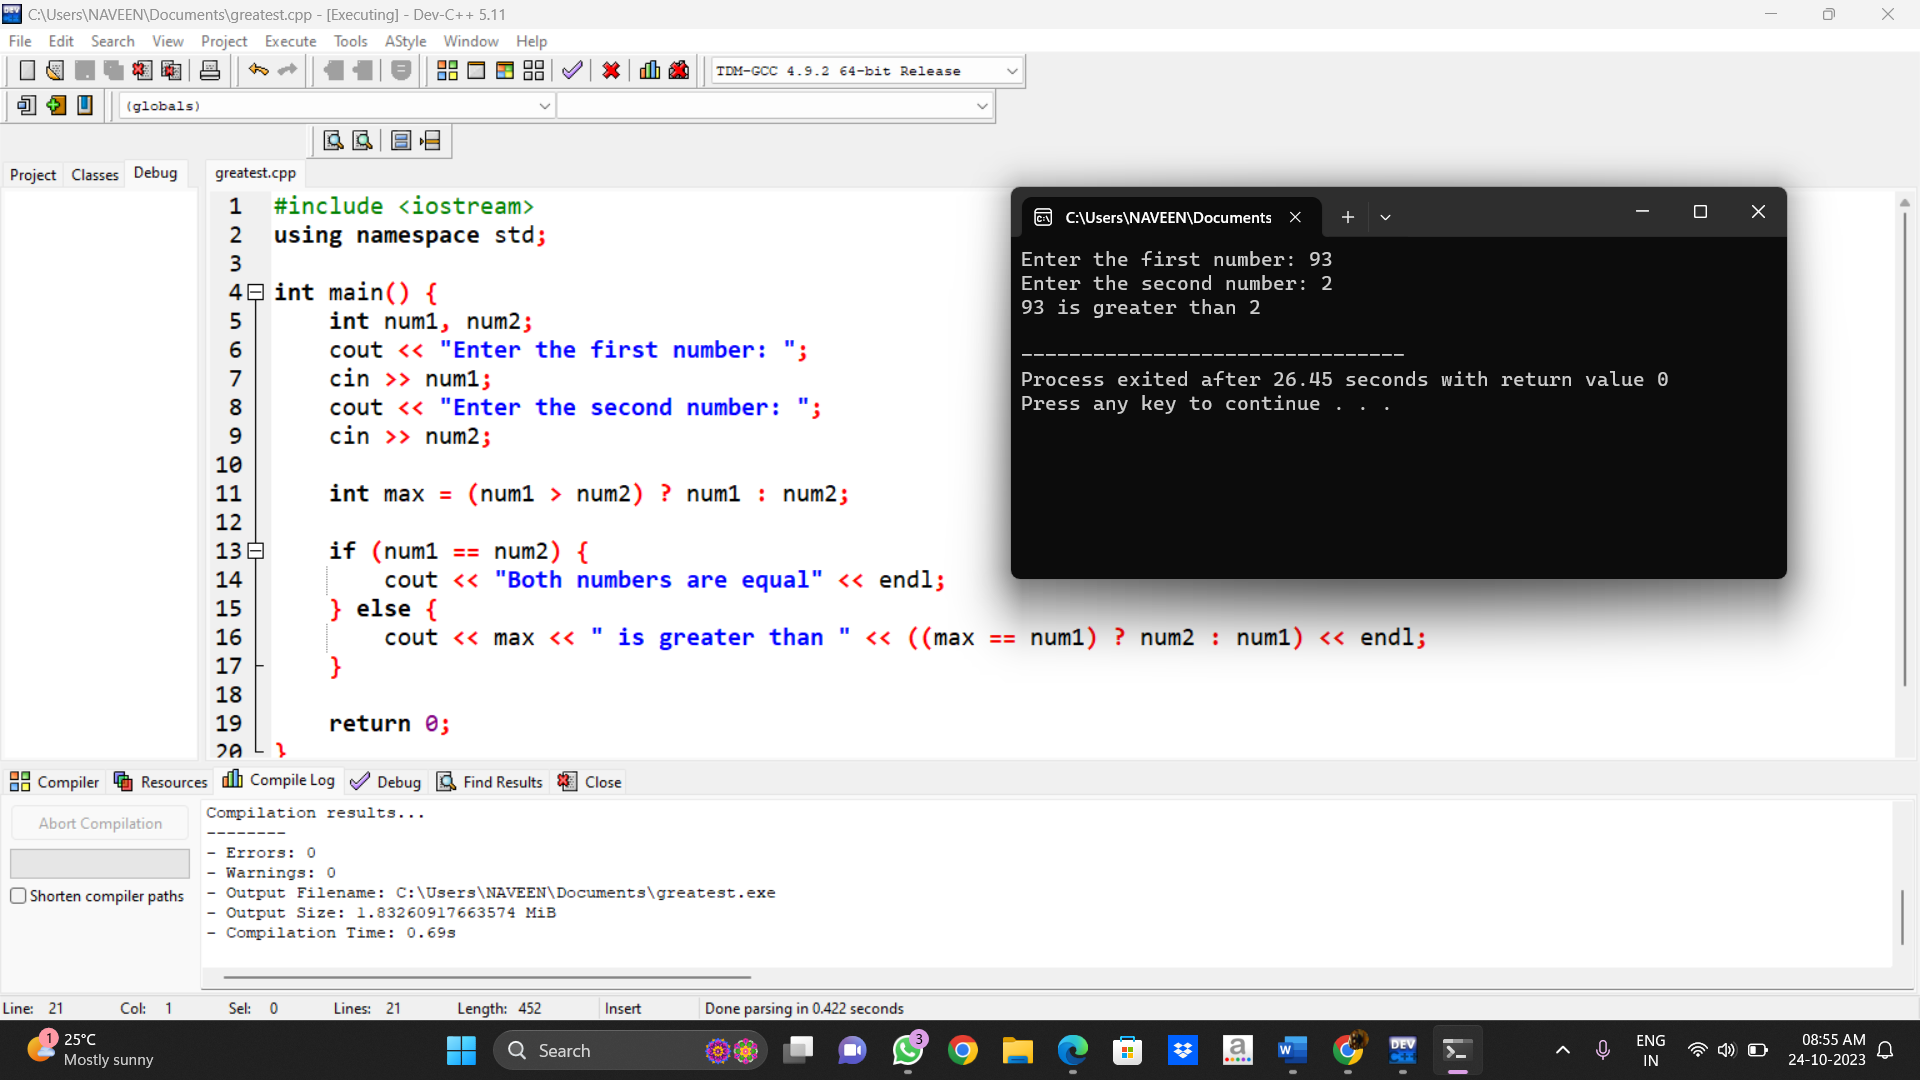 C:\Users\NAVEEN\Documents\greatest.cpp - [Executing] - Dev-C++ 5.11
File Edit Search View Project Execute Tools AStyle Window Help
TDM-GCC 4.9.2 64-bit Release
(globals)
Project Classes Debug
greatest.cpp
1 #include <iostream>
2 using namespace std;
3
4 int main() {
5 int num1, num2;
6 cout << "Enter the first number: ";
7 cin >> num1;
8 cout << "Enter the second number: ";
9 cin >> num2;
10
11 int max = (num1 > num2) ? num1 : num2;
12
13 if (num1 == num2) {
14 cout << "Both numbers are equal" << endl;
15 } else {
16 cout << max << " is greater than " << ((max == num1) ? num2 : num1) << endl;
17 }
18
19 return 0;
20 }
C:\Users\NAVEEN\Documents
Enter the first number: 93
Enter the second number: 2
93 is greater than 2
--------------------------------
Process exited after 26.45 seconds with return value 0
Press any key to continue . . .
Compiler Resources Compile Log Debug Find Results Close
Abort Compilation
Shorten compiler paths
Compilation results...
--------
- Errors: 0
- Warnings: 0
- Output Filename: C:\Users\NAVEEN\Documents\greatest.exe
- Output Size: 1.83260917663574 MiB
- Compilation Time: 0.69s
Line: 21 Col: 1 Sel: 0 Lines: 21 Length: 452 Insert Done parsing in 0.422 seconds
1
25°C
Mostly sunny
Search
3
a
W
DEV
C++
ENG
IN
08:55 AM
24-10-2023